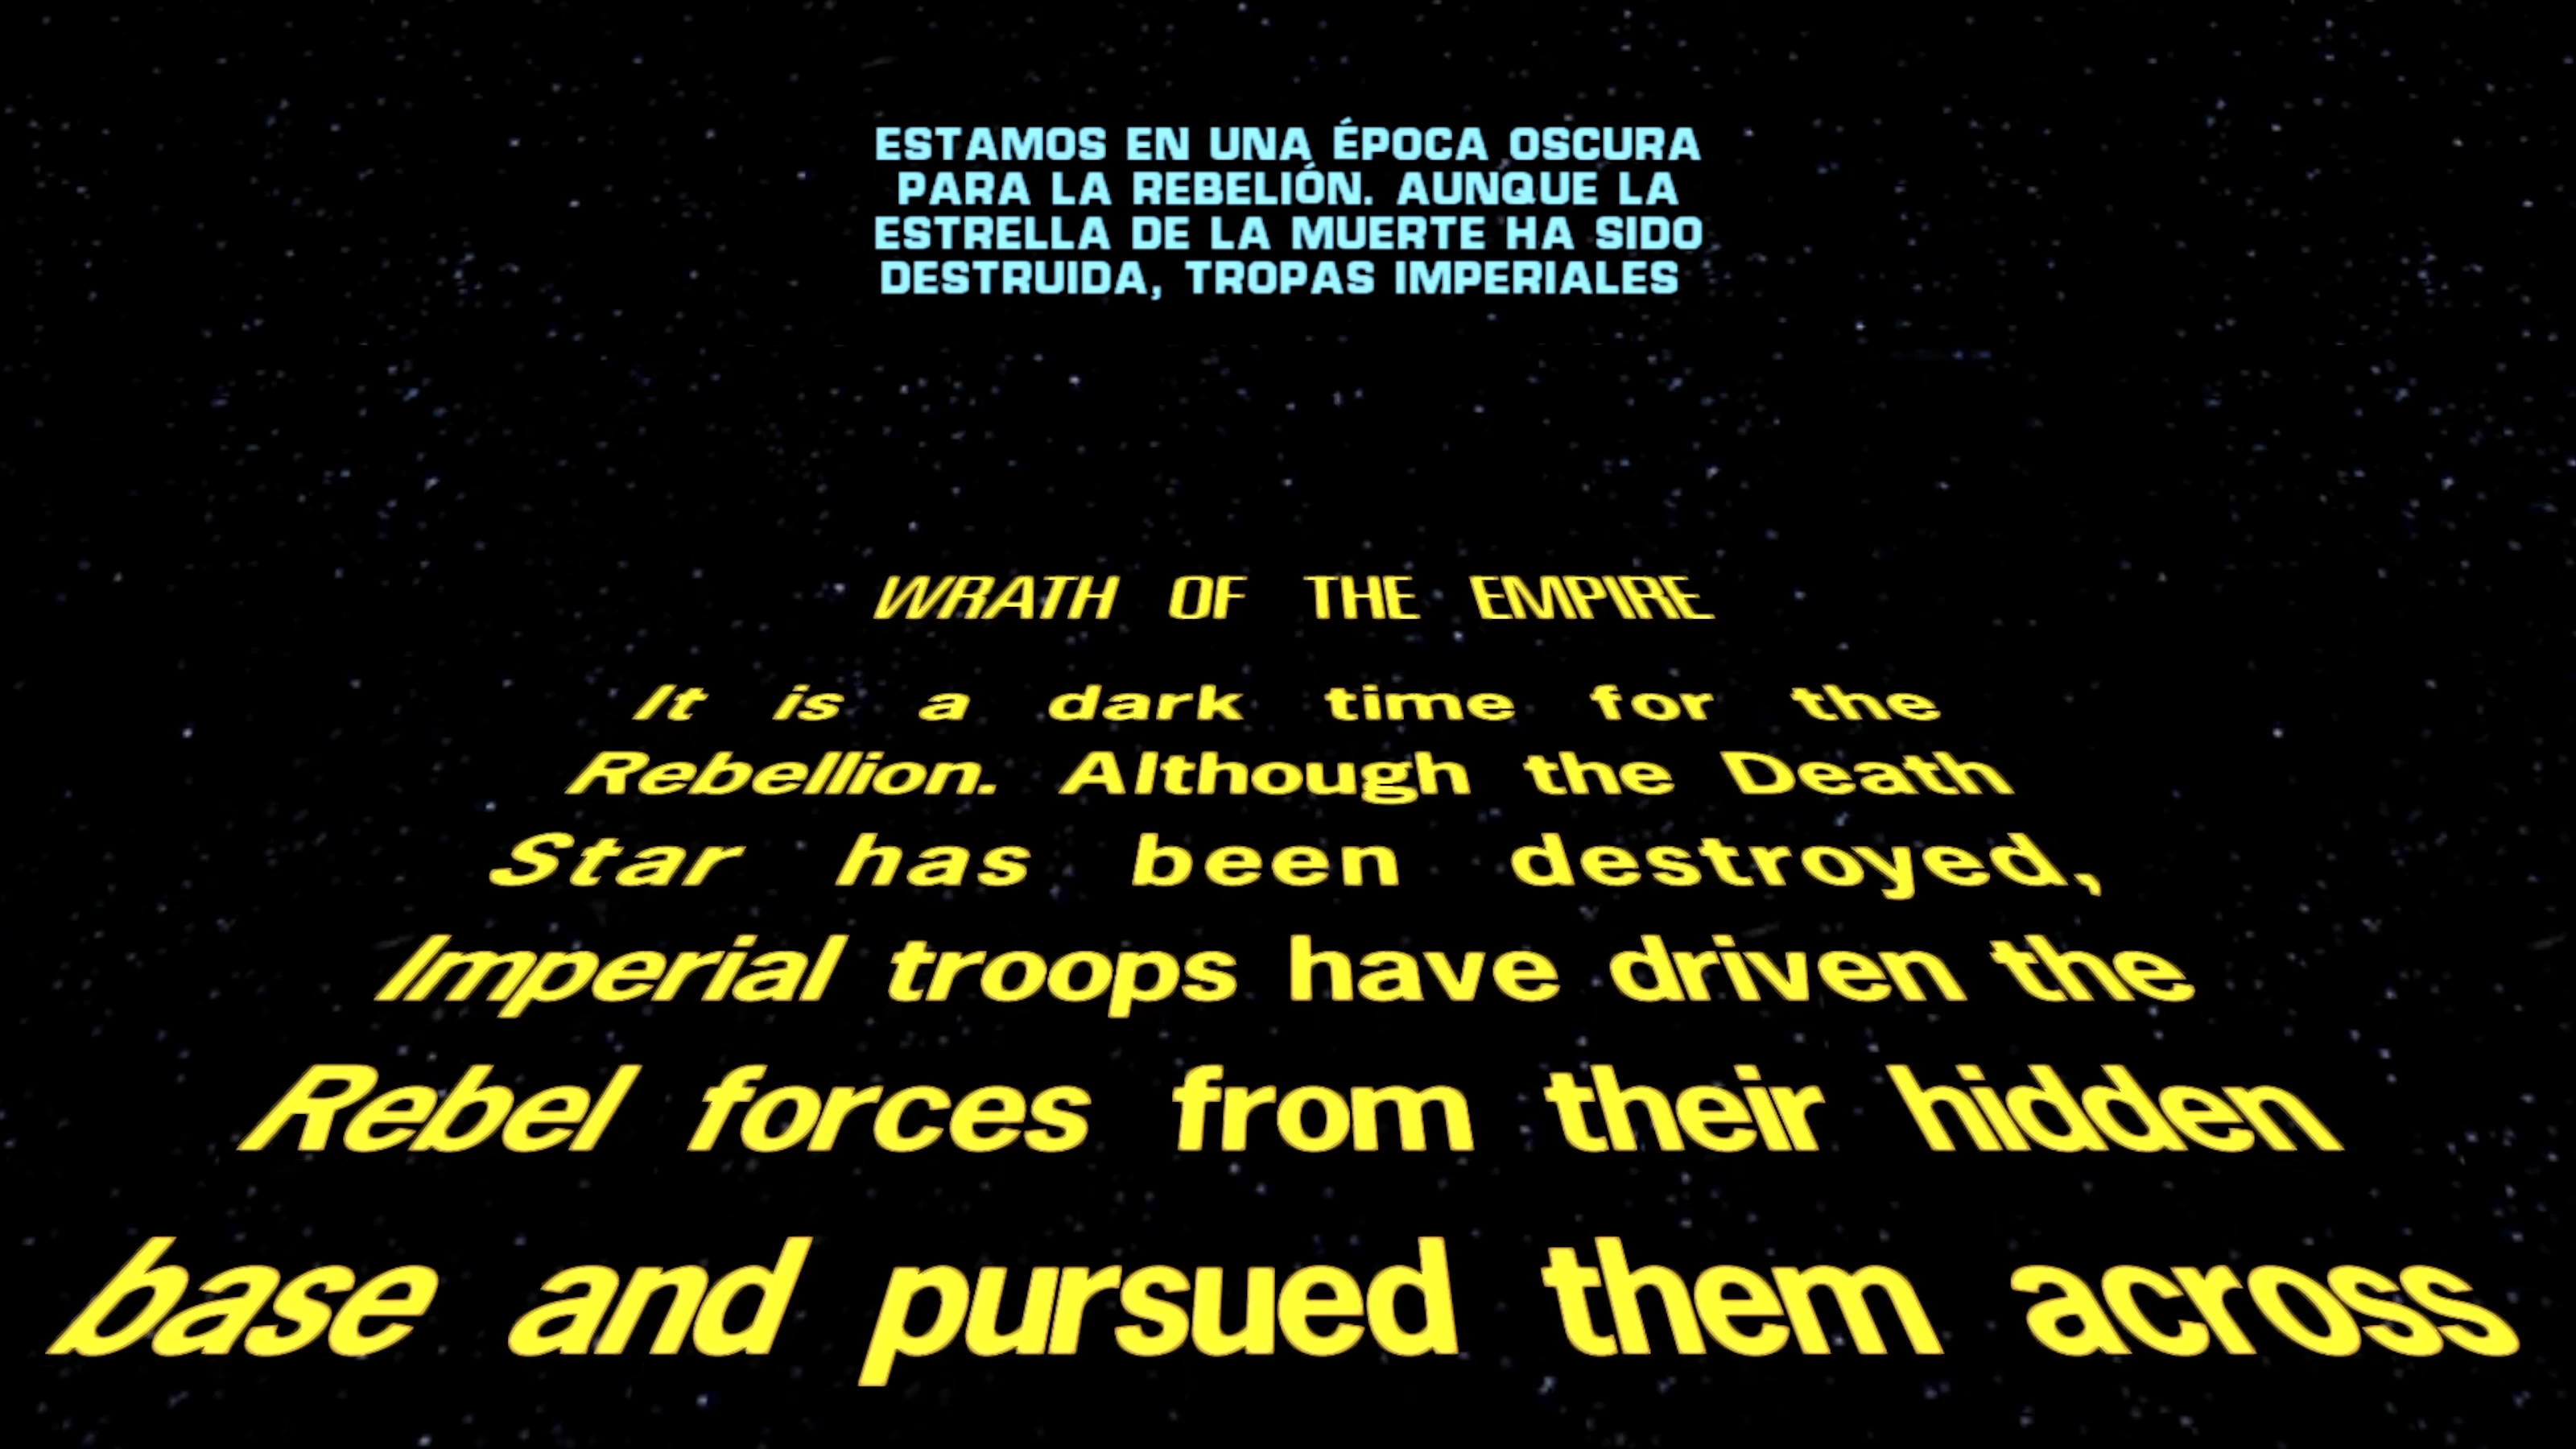 ESTAMOS EN UNA ÉPOCA OSCURA
PARA LA REBELIÓN. AUNQUE LA
ESTRELLA DE LA MUERTE HA SIDO
DESTRUIDA, TROPAS IMPERIALES
WRATH OF THE EMPIRE
It is a dark time for the
Rebellion. Although the Death
Star has been destroyed,
Imperial troops have driven the
Rebel forces from their hidden
base and pursued them across